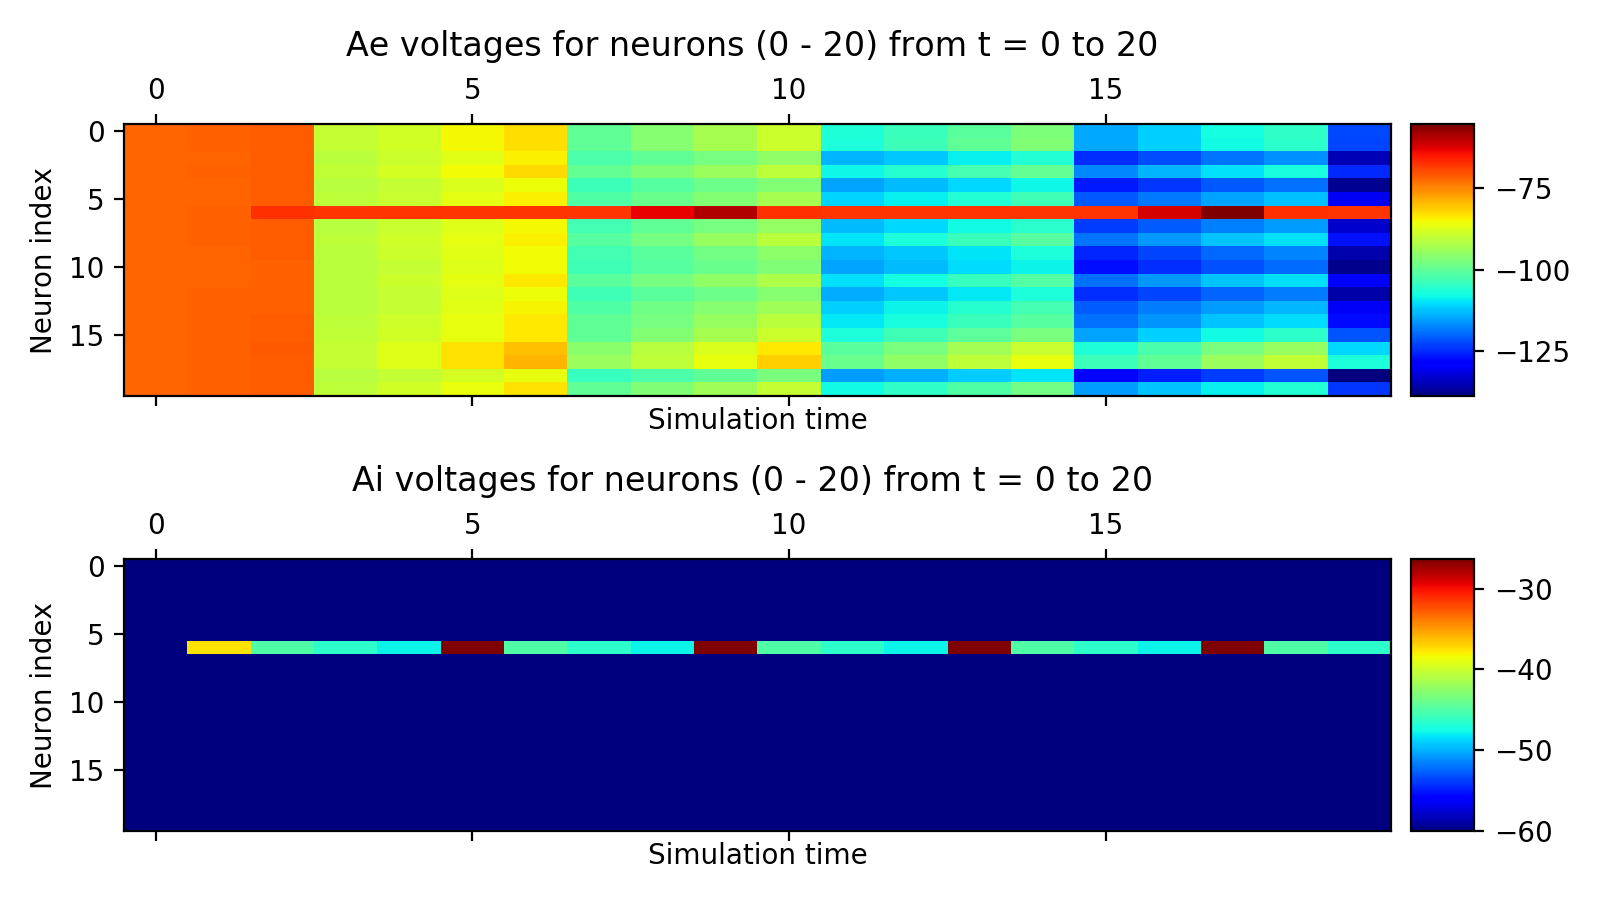 Ae voltages for neurons (0 - 20) from t = 0 to 20
0 5 10 15
Neuron index
0
5
10
15
−75
−100
−125
Simulation time
Ai voltages for neurons (0 - 20) from t = 0 to 20
0 5 10 15
Neuron index
0
5
10
15
−30
−40
−50
−60
Simulation time